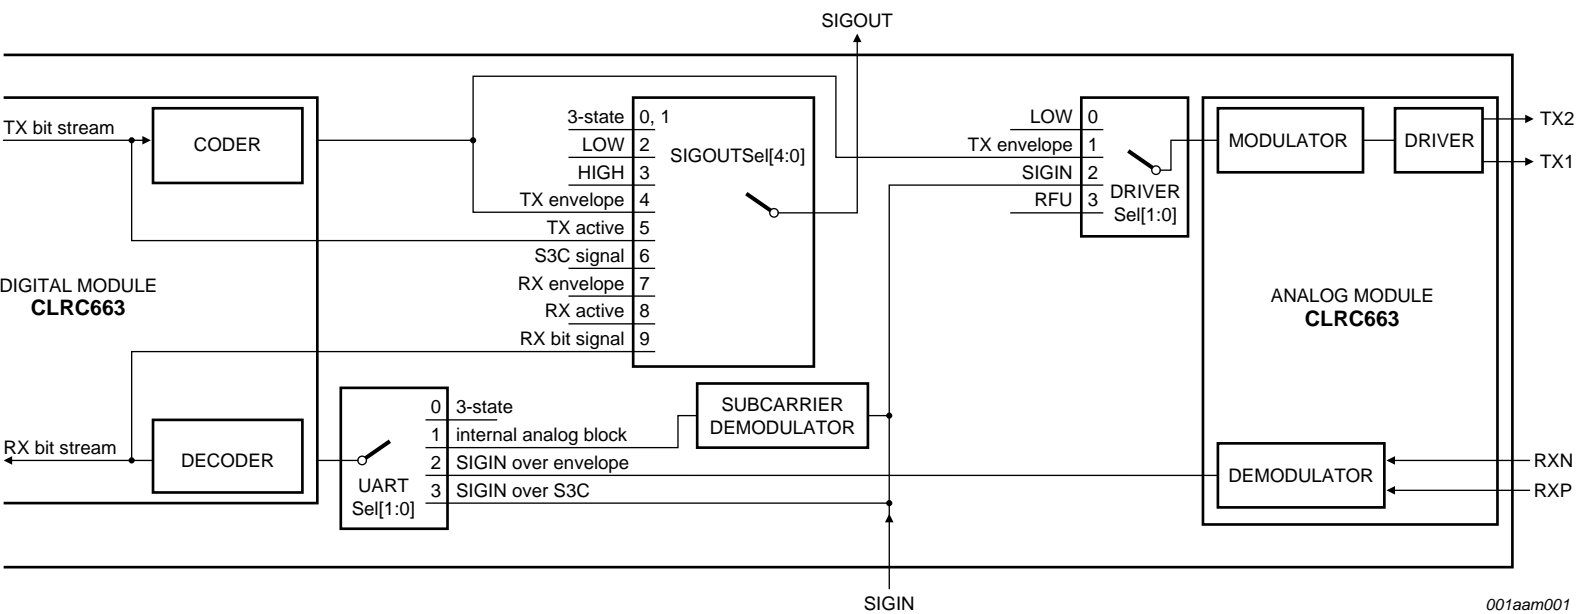 SIGOUT
TX bit stream
CODER
3-state 0, 1
LOW 2
HIGH 3
TX envelope 4
TX active 5
S3C signal 6
RX envelope 7
RX active 8
RX bit signal 9
SIGOUTSel[4:0]
LOW 0
TX envelope 1
SIGIN 2
RFU 3
DRIVER
Sel[1:0]
MODULATOR
DRIVER
TX2
TX1
DIGITAL MODULE
CLRC663
ANALOG MODULE
CLRC663
RX bit stream
DECODER
UART
Sel[1:0]
0 3-state
1 internal analog block
2 SIGIN over envelope
3 SIGIN over S3C
SUBCARRIER
DEMODULATOR
DEMODULATOR
RXN
RXP
SIGIN
001aam001